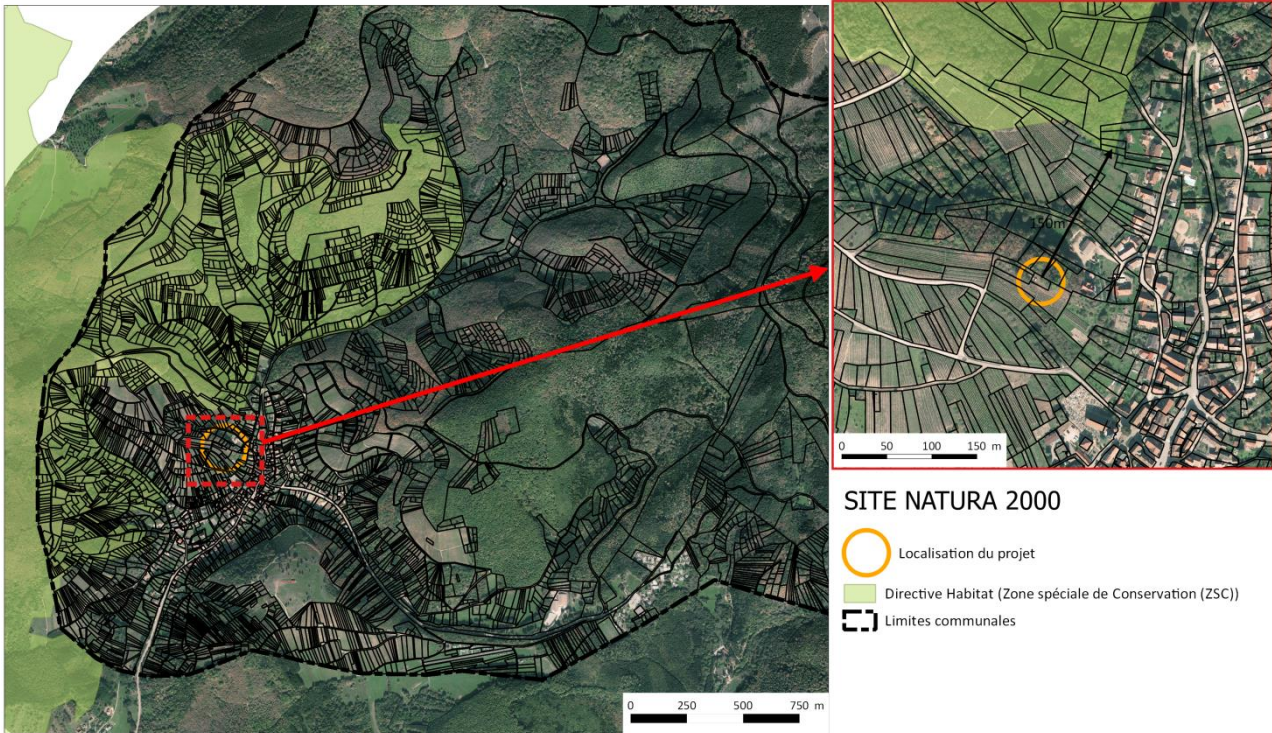 150m
0 50 100 150 m
SITE NATURA 2000
Localisation du projet
Directive Habitat (Zone spéciale de Conservation (ZSC))
Limites communales
0 250 500 750 m